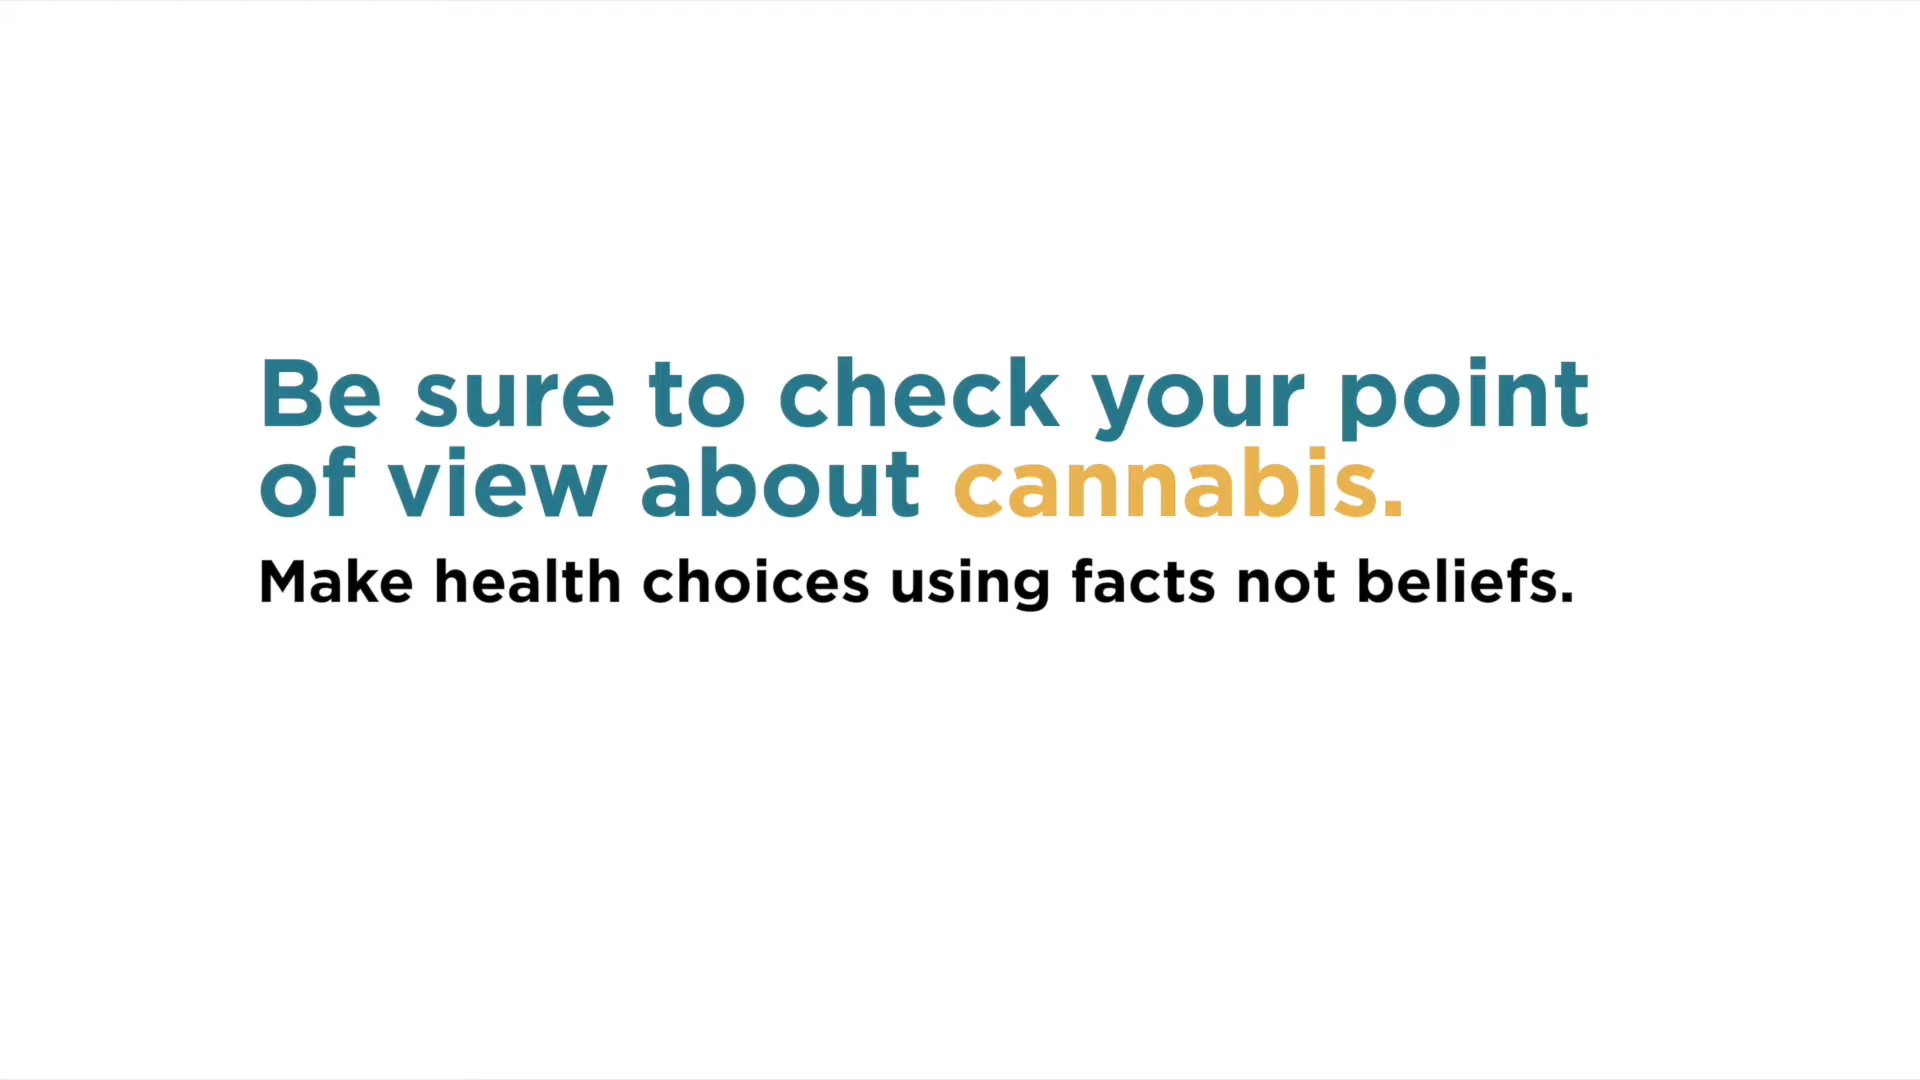 Be sure to check your point
of view about cannabis.
Make health choices using facts not beliefs.